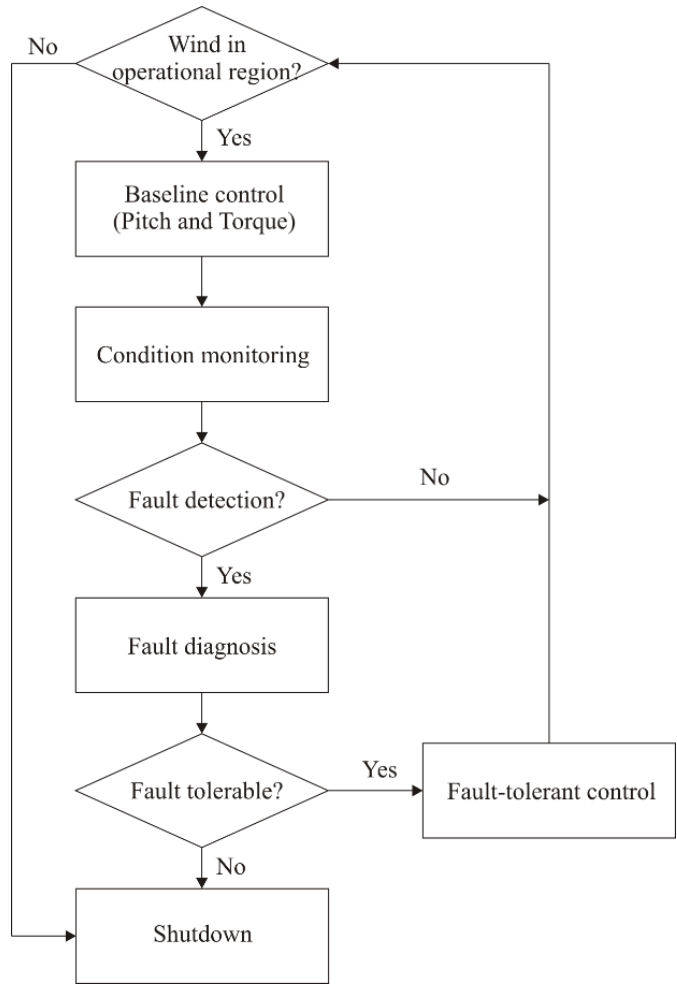 No
Wind in
operational region?
Yes
Baseline control
(Pitch and Torque)
Condition monitoring
Fault detection?
No
Yes
Fault diagnosis
Fault tolerable?
Yes
Fault-tolerant control
No
Shutdown